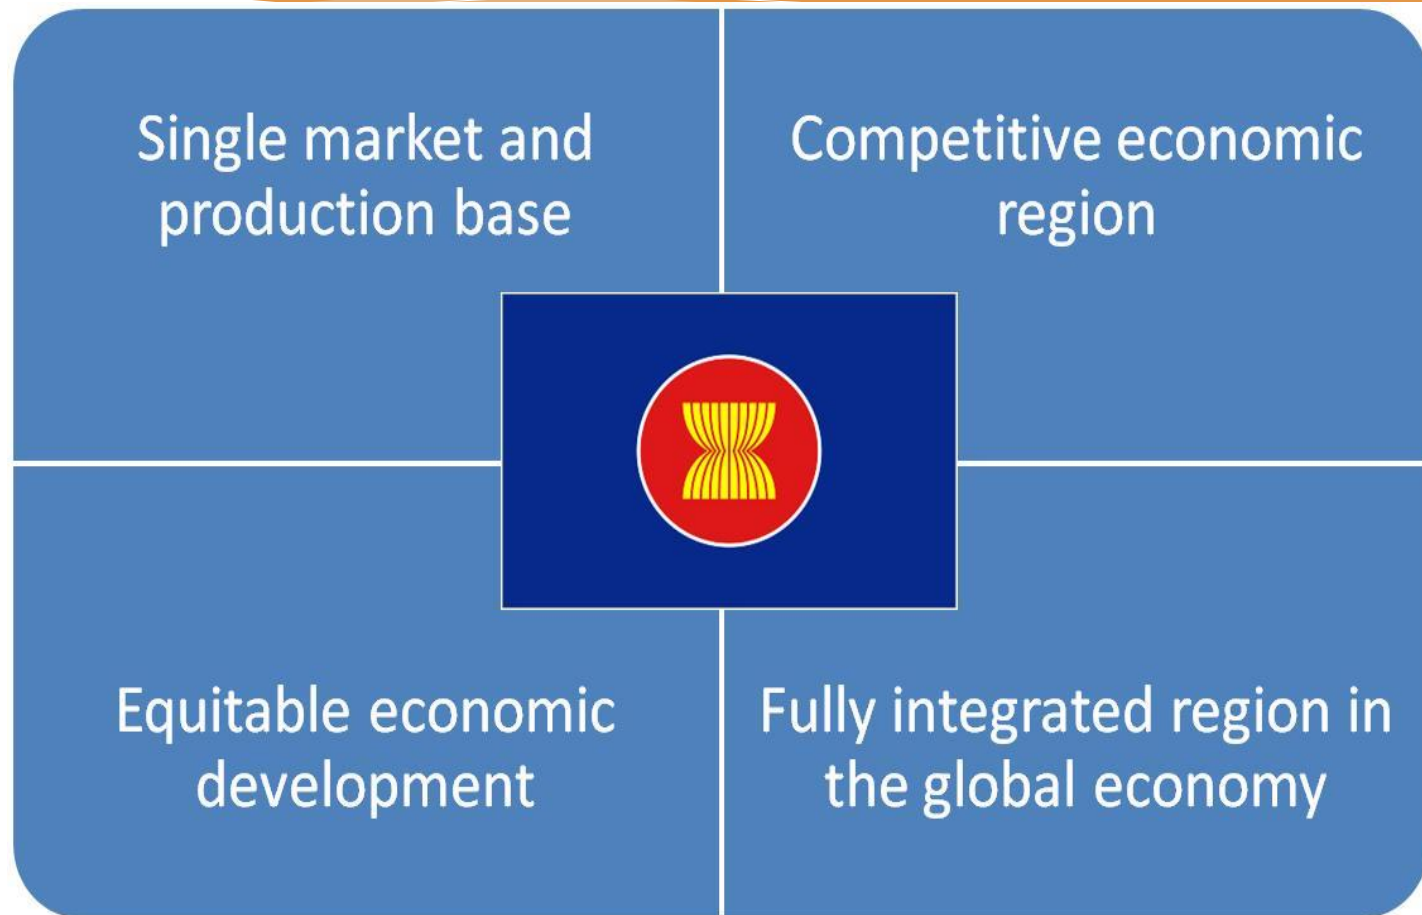 Single market and
production base
Competitive economic
region
Equitable economic
development
Fully integrated region in
the global economy